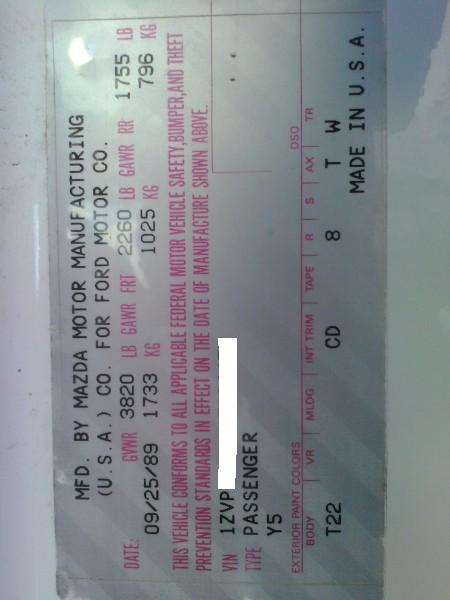 MFD. BY MAZDA MOTOR MANUFACTURING
(U.S.A.) CO. FOR FORD MOTOR CO.
GVWR 3820 LB GAWR FRT 2260 LB GAWR RR 1755 LB
DATE: 09/25/89 1733 KG 1025 KG 796 KG
THIS VEHICLE CONFORMS TO ALL APPLICABLE FEDERAL MOTOR VEHICLE SAFETY, BUMPER, AND THEFT
PREVENTION STANDARDS IN EFFECT ON THE DATE OF MANUFACTURE SHOWN ABOVE.
VIN 1ZVP
TYPE PASSENGER
Y5
EXTERIOR PAINT COLORS DSO
BODY VR MLDG INT TRIM TAPE R S AX TR
T22 CD 8 T W
MADE IN U.S.A.